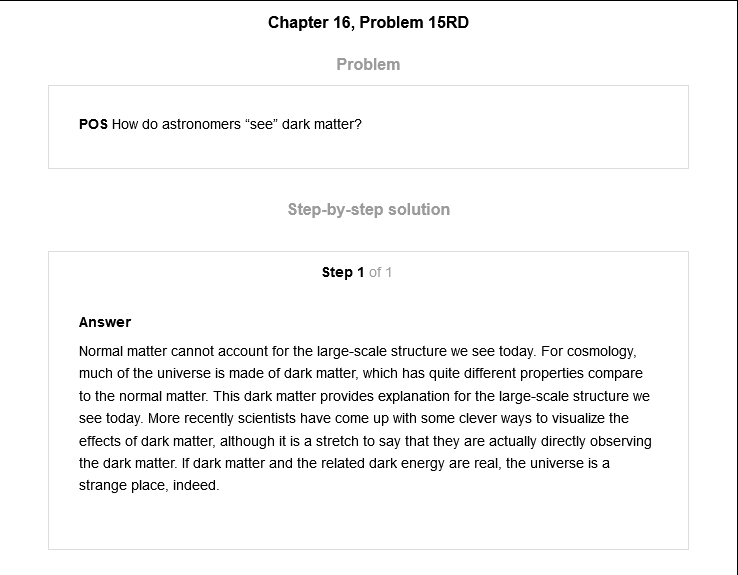 Chapter 16, Problem 15RD
Problem
POS How do astronomers “see” dark matter?
Step-by-step solution
Step 1 of 1
Answer
Normal matter cannot account for the large-scale structure we see today. For cosmology,
much of the universe is made of dark matter, which has quite different properties compare
to the normal matter. This dark matter provides explanation for the large-scale structure we
see today. More recently scientists have come up with some clever ways to visualize the
effects of dark matter, although it is a stretch to say that they are actually directly observing
the dark matter. If dark matter and the related dark energy are real, the universe is a
strange place, indeed.